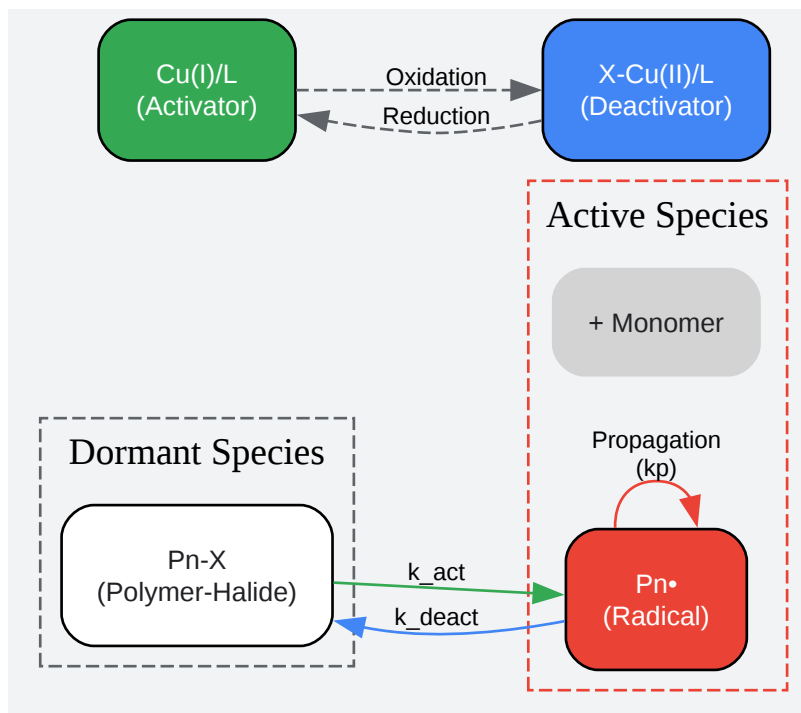 Cu(I)/L
(Activator)
Oxidation
Reduction
X-Cu(II)/L
(Deactivator)
Active Species
+ Monomer
Propagation
(kp)
Dormant Species
Pn-X
(Polymer-Halide)
k_act
k_deact
Pn•
(Radical)